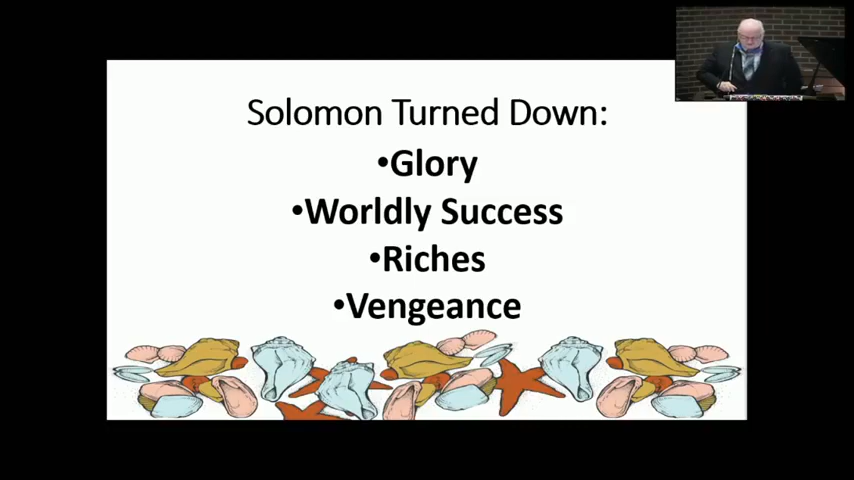 Solomon Turned Down:
•Glory
•Worldly Success
•Riches
•Vengeance